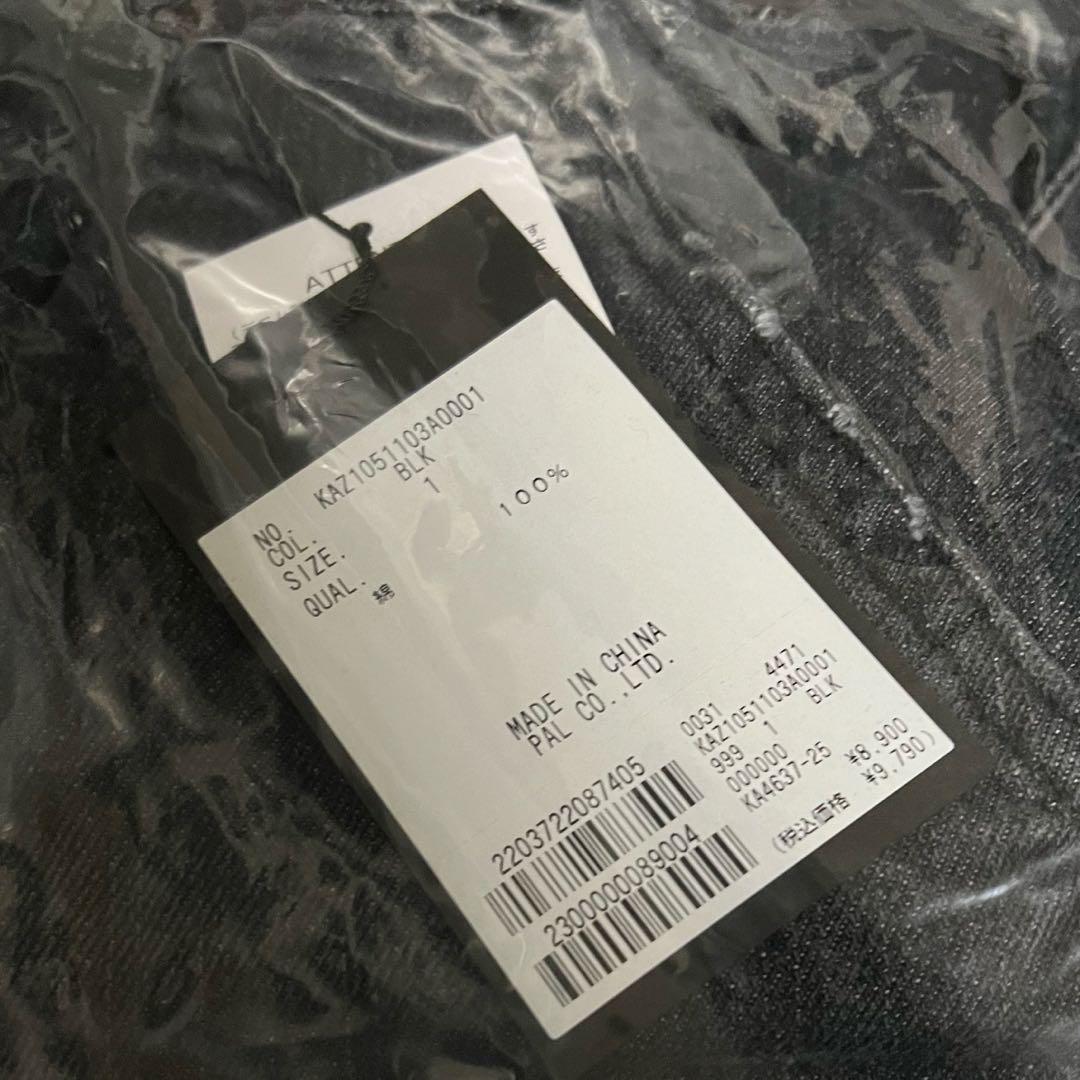 NO. KAZ1051103A0001
COL. BLK
SIZE. 1
QUAL. 綿 100%
MADE IN CHINA
PAL CO.,LTD.
0031 4471
KAZ1051103A0001
999 1 BLK
000000
KA4637-25
¥8,900
(税込価格 ¥9,790)
2203722087405
2300000089004